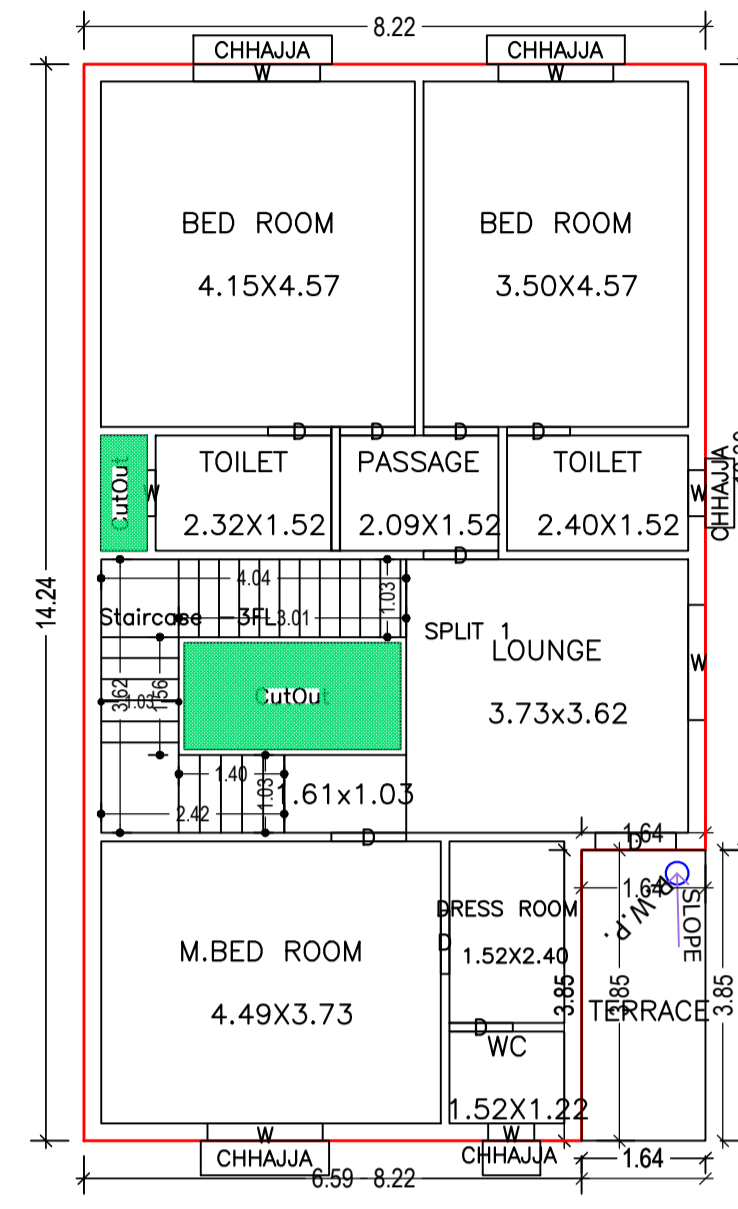 8.22
CHHAJJA
CHHAJJA
W
W
BED ROOM
4.15X4.57
BED ROOM
3.50X4.57
D
D
D
D
CutOut
W
TOILET
2.32X1.52
PASSAGE
2.09X1.52
TOILET
2.40X1.52
W
CHHAJJA
14.24
D
4.04
1.03
Staircase -3FL
3.01
SPLIT 1
LOUNGE
3.73x3.62
W
3.62
1.03
1.56
CutOut
1.40
1.03
1.61x1.03
2.42
D
1.64
D
1.64
R.W.P.
SLOPE
M.BED ROOM
4.49X3.73
DRESS ROOM
D
1.52X2.40
3.85
3.85
3.85
TERRACE
D
WC
1.52X1.22
W
CHHAJJA
W
CHHAJJA
1.64
6.59
8.22